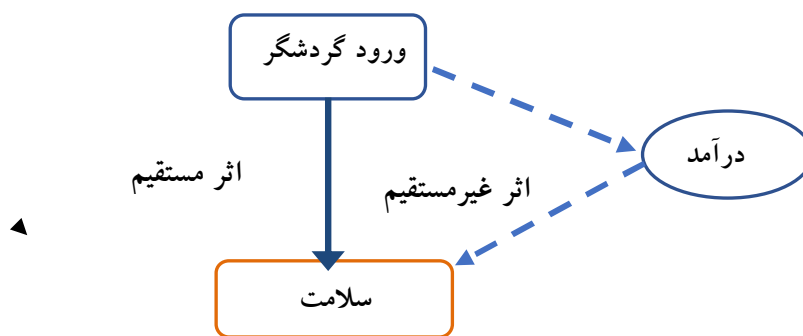 ورود گردشگر
درآمد
اثر مستقیم
اثر غیرمستقیم
سلامت